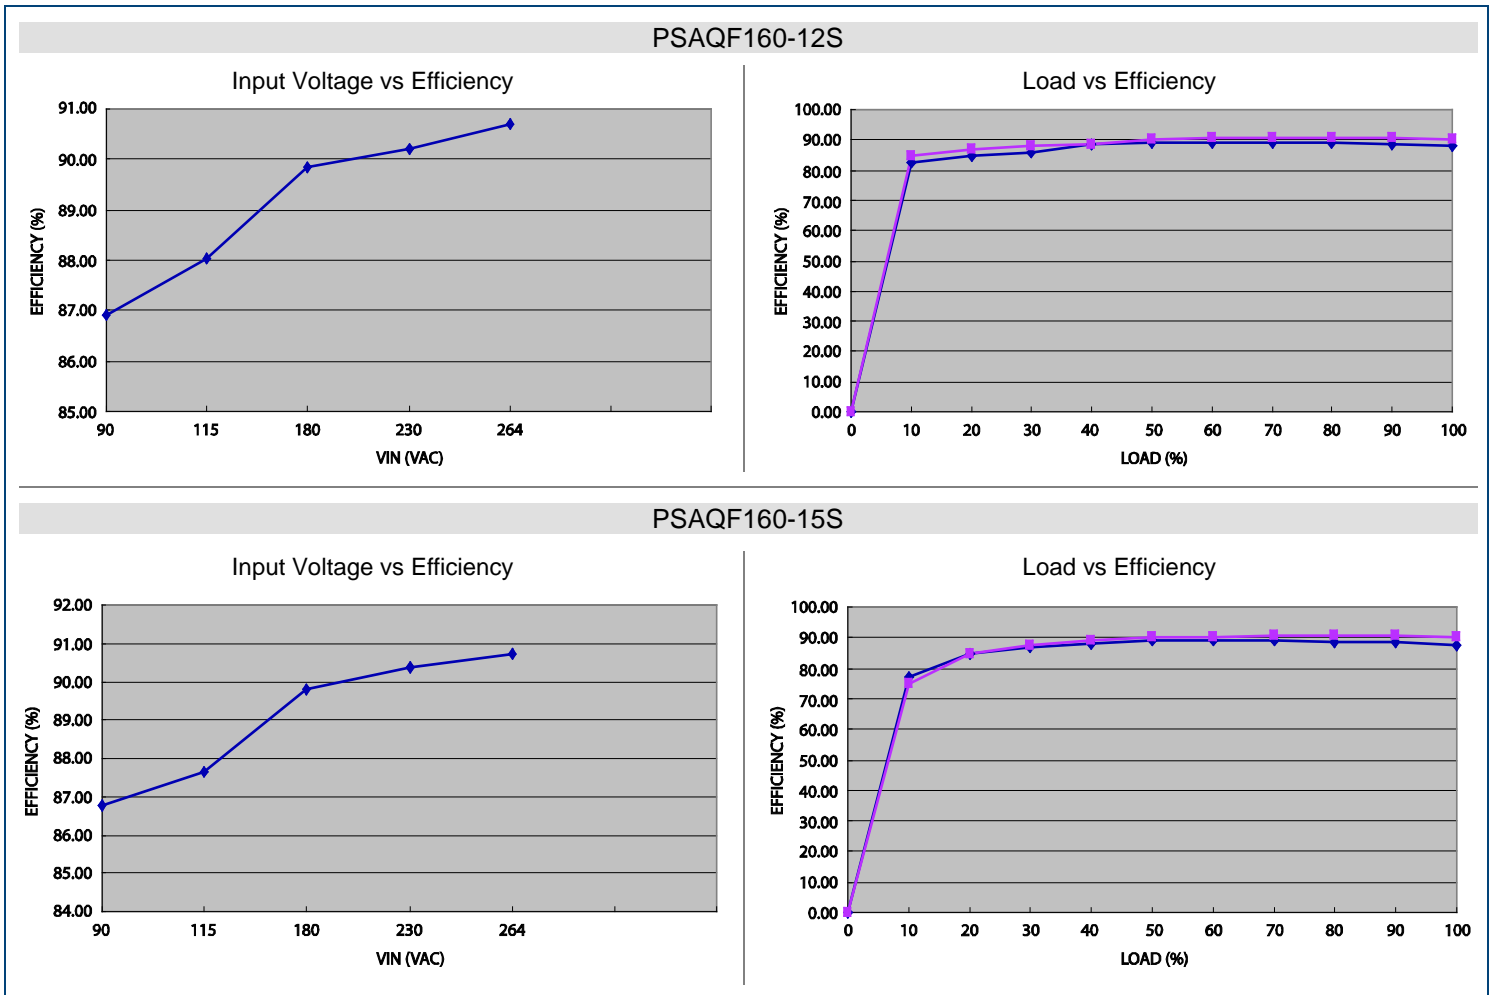 PSAQF160-12S
Input Voltage vs Efficiency
91.00
90.00
89.00
88.00
87.00
86.00
85.00
EFFICIENCY (%)
90 115 180 230 264
VIN (VAC)
Load vs Efficiency
100.00
90.00
80.00
70.00
60.00
50.00
40.00
30.00
20.00
10.00
0.00
EFFICIENCY (%)
0 10 20 30 40 50 60 70 80 90 100
LOAD (%)
PSAQF160-15S
Input Voltage vs Efficiency
92.00
91.00
90.00
89.00
88.00
87.00
86.00
85.00
84.00
EFFICIENCY (%)
90 115 180 230 264
VIN (VAC)
Load vs Efficiency
100.00
90.00
80.00
70.00
60.00
50.00
40.00
30.00
20.00
10.00
0.00
EFFICIENCY (%)
0 10 20 30 40 50 60 70 80 90 100
LOAD (%)